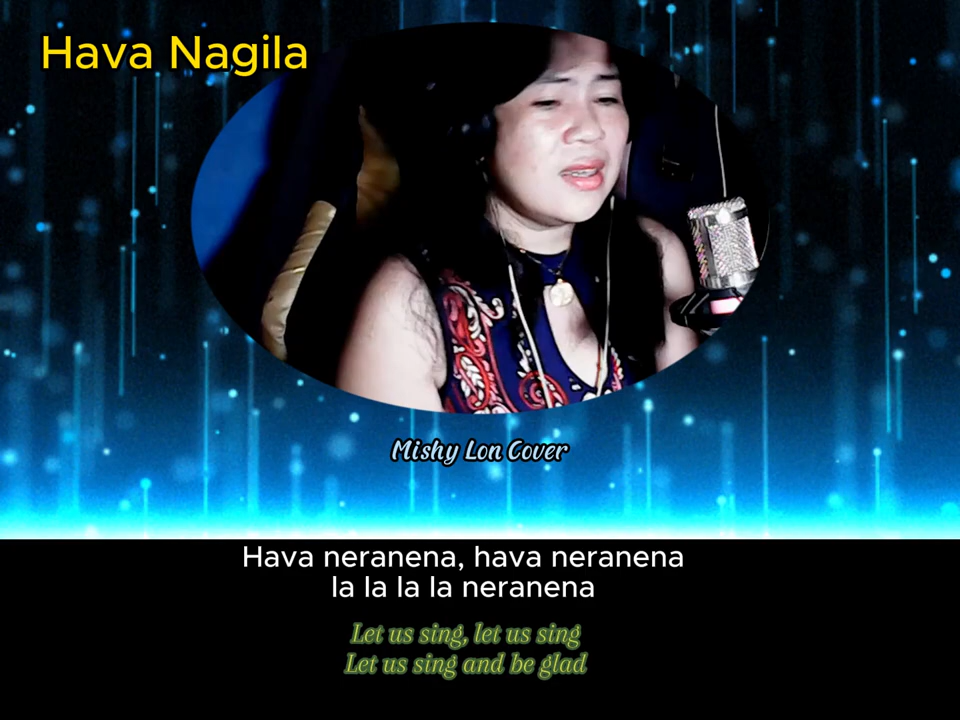 Hava Nagila
Mishy Lon Cover
Hava neranena, hava neranena
la la la la neranena
Let us sing, let us sing
Let us sing and be glad